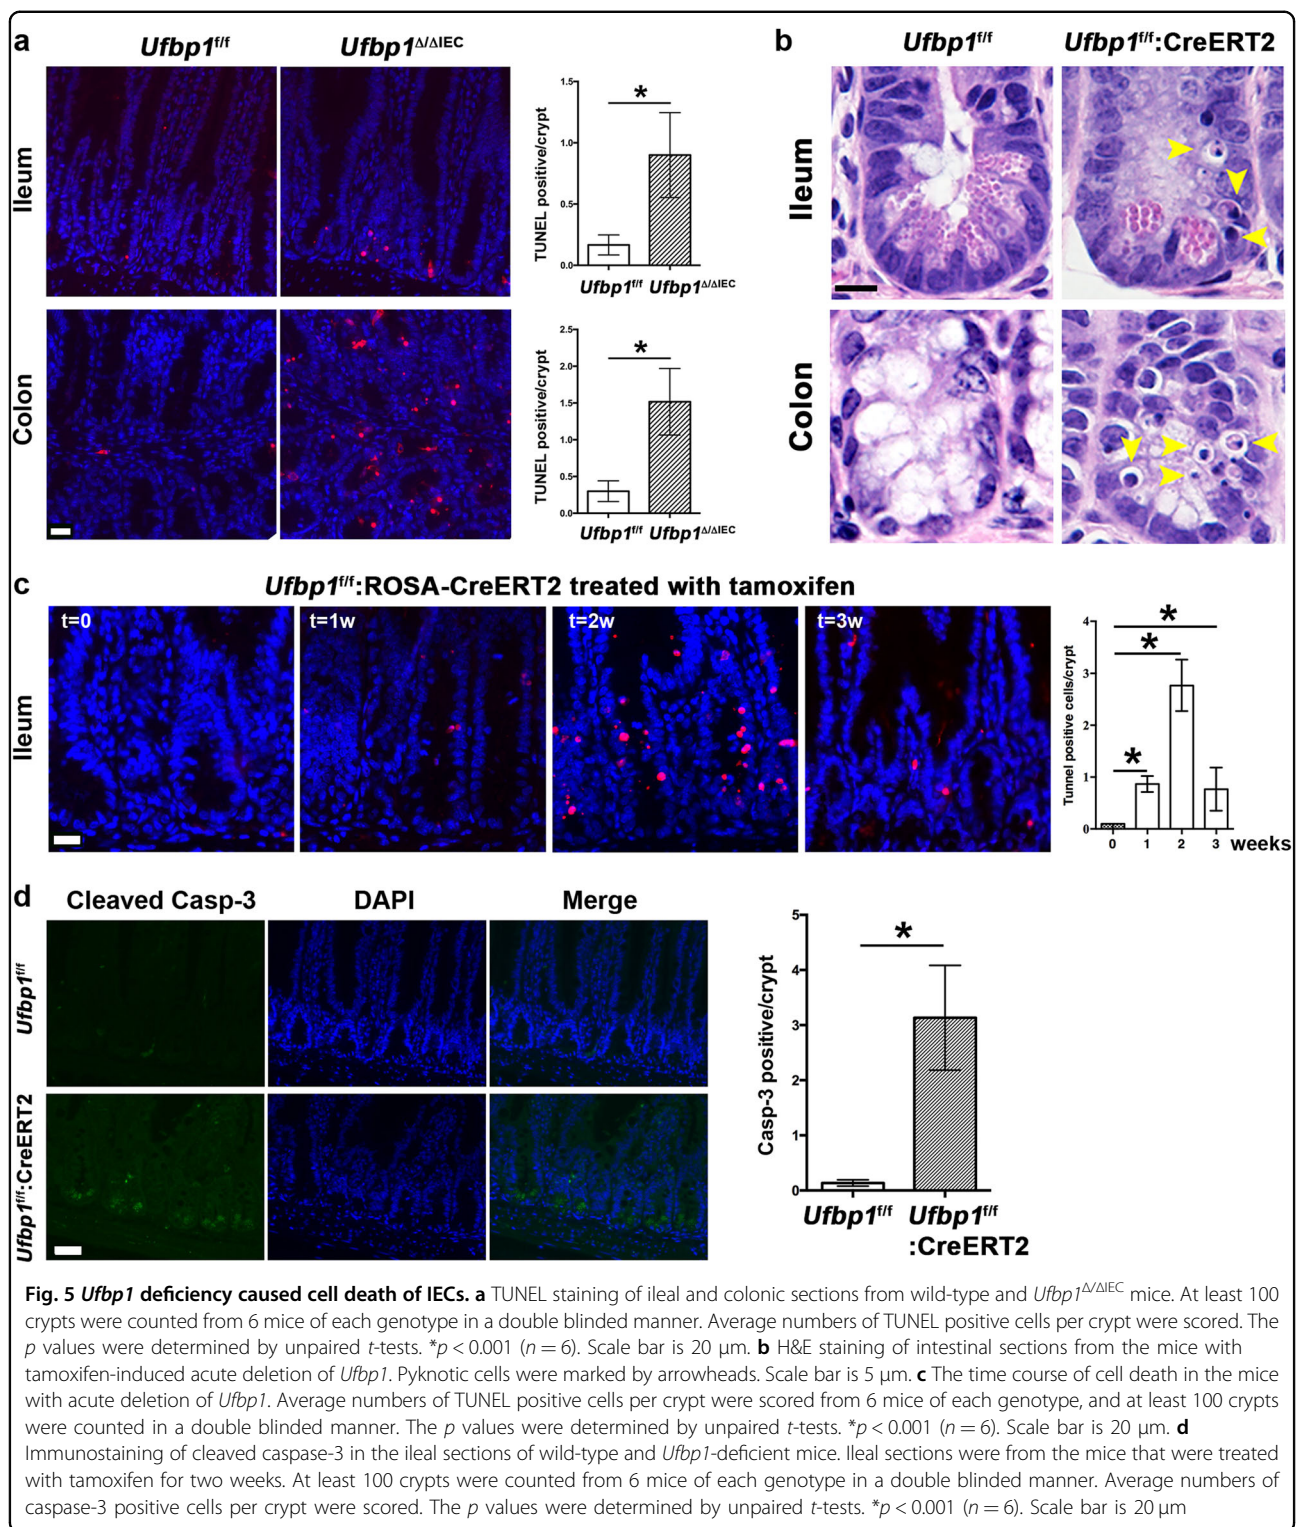 a
Ufbp1f/f
Ufbp1Δ/ΔIEC
Ileum
Colon
TUNEL positive/crypt
1.5
1.0
0.5
0.0
*
Ufbp1f/f Ufbp1Δ/ΔIEC
TUNEL positive/crypt
2.5
2.0
1.5
1.0
0.5
0.0
*
Ufbp1f/f Ufbp1Δ/ΔIEC
b
Ufbp1f/f
Ufbp1f/f:CreERT2
Ileum
Colon
c
Ufbp1f/f:ROSA-CreERT2 treated with tamoxifen
Ileum
t=0
t=1w
t=2w
t=3w
Tunnel positive cells/crypt
4
3
2
1
0
*
*
*
0 1 2 3 weeks
d
Cleaved Casp-3
DAPI
Merge
Ufbp1f/f
Ufbp1f/f:CreERT2
Casp-3 positive/crypt
5
4
3
2
1
0
*
Ufbp1f/f Ufbp1f/f
:CreERT2
Fig. 5 Ufbp1 deficiency caused cell death of IECs. a TUNEL staining of ileal and colonic sections from wild-type and Ufbp1Δ/ΔIEC mice. At least 100
crypts were counted from 6 mice of each genotype in a double blinded manner. Average numbers of TUNEL positive cells per crypt were scored. The
p values were determined by unpaired t-tests. *p < 0.001 (n = 6). Scale bar is 20 μm. b H&E staining of intestinal sections from the mice with
tamoxifen-induced acute deletion of Ufbp1. Pyknotic cells were marked by arrowheads. Scale bar is 5 μm. c The time course of cell death in the mice
with acute deletion of Ufbp1. Average numbers of TUNEL positive cells per crypt were scored from 6 mice of each genotype, and at least 100 crypts
were counted in a double blinded manner. The p values were determined by unpaired t-tests. *p < 0.001 (n = 6). Scale bar is 20 μm. d
Immunostaining of cleaved caspase-3 in the ileal sections of wild-type and Ufbp1-deficient mice. Ileal sections were from the mice that were treated
with tamoxifen for two weeks. At least 100 crypts were counted from 6 mice of each genotype in a double blinded manner. Average numbers of
caspase-3 positive cells per crypt were scored. The p values were determined by unpaired t-tests. *p < 0.001 (n = 6). Scale bar is 20 μm